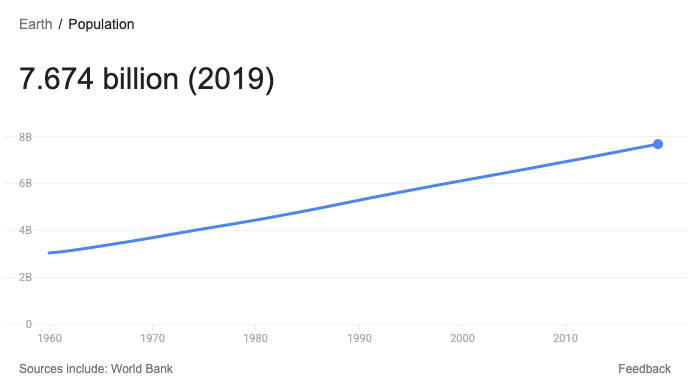 Earth / Population
7.674 billion (2019)
8B
6B
4B
2B
0
1960 1970 1980 1990 2000 2010
Sources include: World Bank Feedback